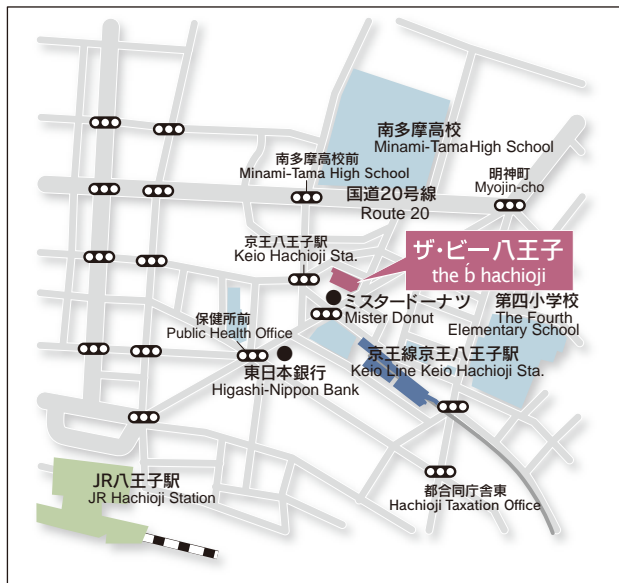 南多摩高校
Minami-Tama High School
南多摩高校前
Minami-Tama High School
明神町
Myojin-cho
国道20号線
Route 20
京王八王子駅
Keio Hachioji Sta.
ザ・ビー 八王子
the b́ hachioji
ミスタードーナツ
Mister Donut
第四小学校
The Fourth
Elementary School
保健所前
Public Health Office
京王線京王八王子駅
Keio Line Keio Hachioji Sta.
東日本銀行
Higashi-Nippon Bank
JR八王子駅
JR Hachioji Station
都合同庁舎東
Hachioji Taxation Office